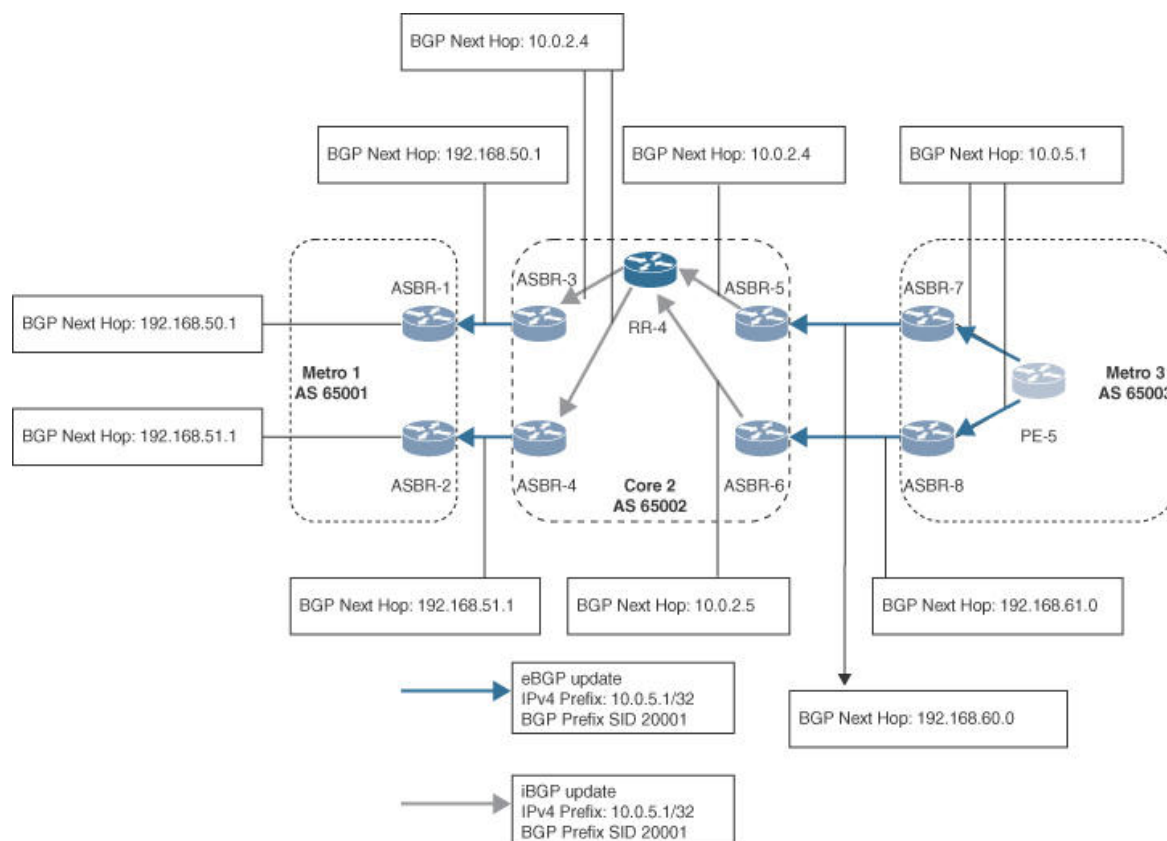 BGP Next Hop: 10.0.2.4
BGP Next Hop: 192.168.50.1
BGP Next Hop: 10.0.2.4
BGP Next Hop: 10.0.5.1
ASBR-1
ASBR-3
RR-4
ASBR-5
ASBR-7
BGP Next Hop: 192.168.50.1
Metro 1
AS 65001
Metro 3
AS 65003
BGP Next Hop: 192.168.51.1
PE-5
ASBR-2
ASBR-4
Core 2
AS 65002
ASBR-6
ASBR-8
BGP Next Hop: 192.168.51.1
BGP Next Hop: 10.0.2.5
BGP Next Hop: 192.168.61.0
eBGP update
IPv4 Prefix: 10.0.5.1/32
BGP Prefix SID 20001
BGP Next Hop: 192.168.60.0
iBGP update
IPv4 Prefix: 10.0.5.1/32
BGP Prefix SID 20001